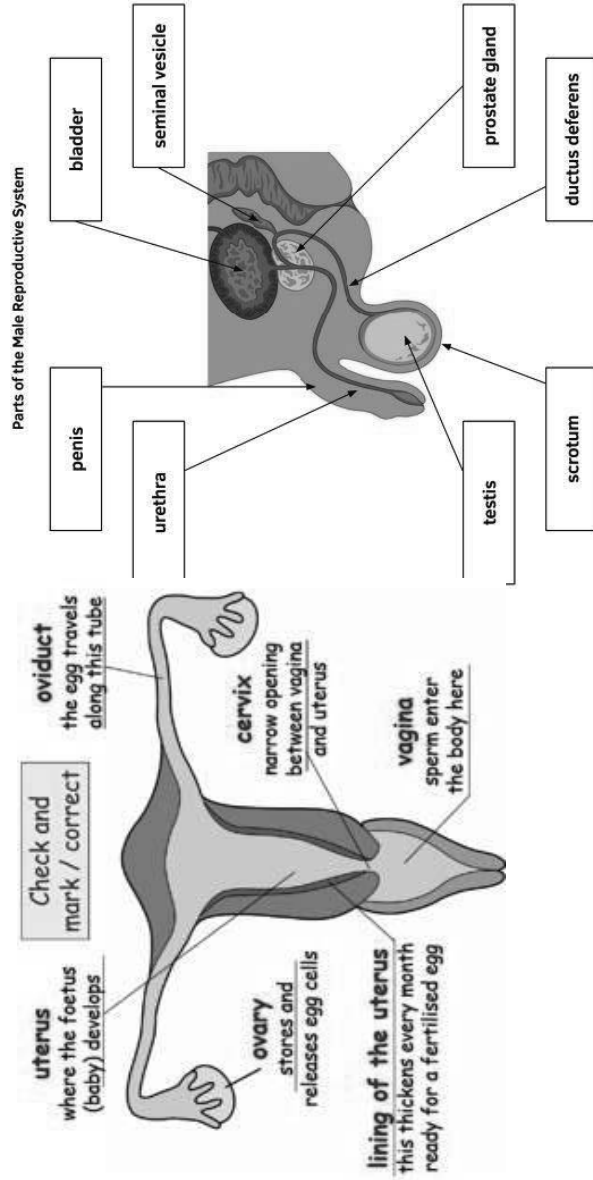 Check and
mark / correct
uterus
where the foetus
(baby) develops
oviduct
the egg travels
along this tube
ovary
stores and
releases egg cells
cervix
narrow opening
between vagina
and uterus
lining of the uterus
this thickens every month
ready for a fertilised egg
vagina
sperm enter
the body here
Parts of the Male Reproductive System
penis
bladder
urethra
seminal vesicle
testis
prostate gland
scrotum
ductus deferens